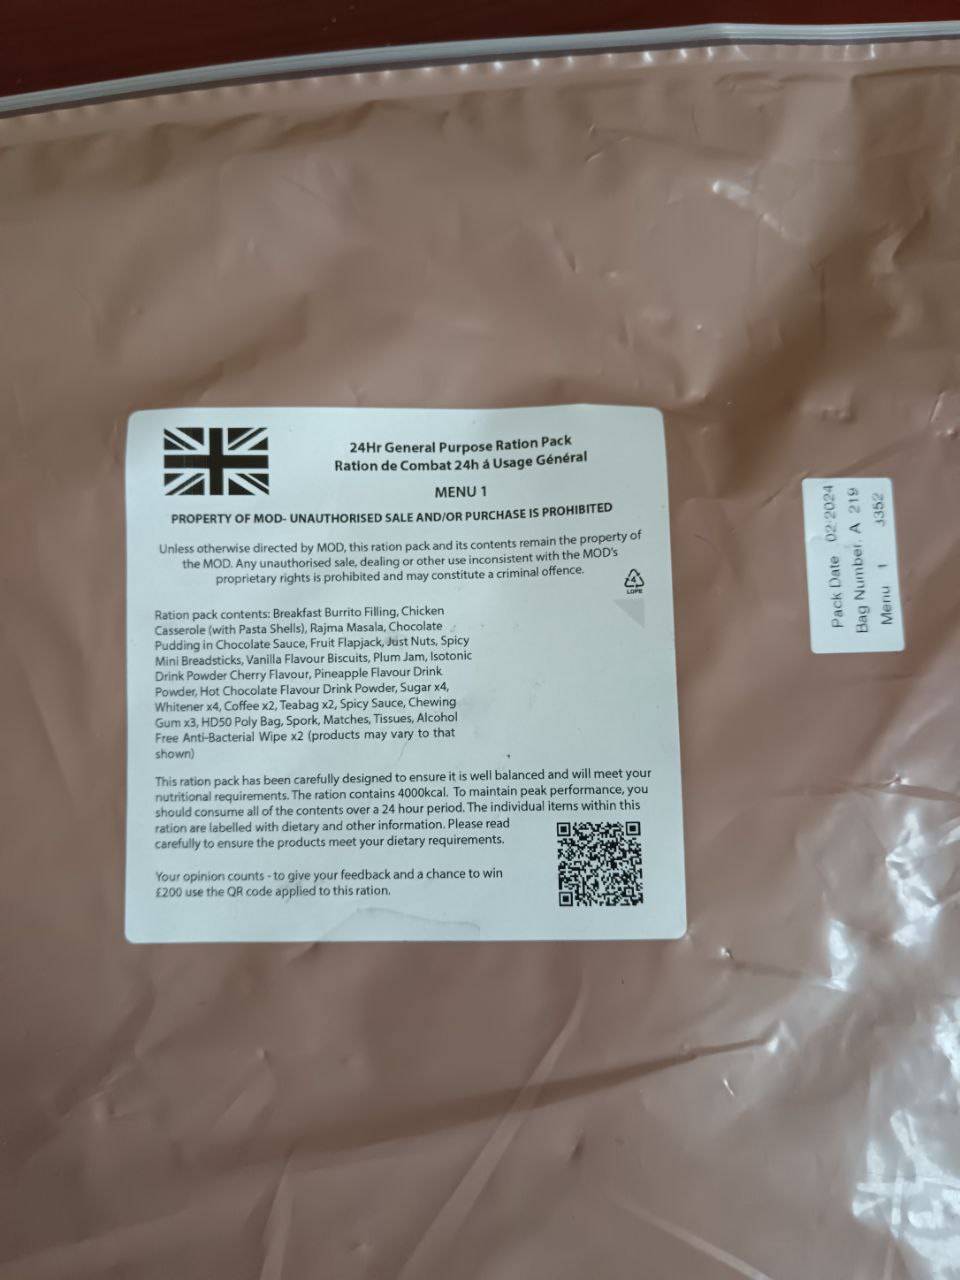 24Hr General Purpose Ration Pack
Ration de Combat 24h á Usage Général
MENU 1
PROPERTY OF MOD- UNAUTHORISED SALE AND/OR PURCHASE IS PROHIBITED
Unless otherwise directed by MOD, this ration pack and its contents remain the property of
the MOD. Any unauthorised sale, dealing or other use inconsistent with the MOD's
proprietary rights is prohibited and may constitute a criminal offence.
4
LDPE
Ration pack contents: Breakfast Burrito Filling, Chicken
Casserole (with Pasta Shells), Rajma Masala, Chocolate
Pudding in Chocolate Sauce, Fruit Flapjack, Just Nuts, Spicy
Mini Breadsticks, Vanilla Flavour Biscuits, Plum Jam, Isotonic
Drink Powder Cherry Flavour, Pineapple Flavour Drink
Powder, Hot Chocolate Flavour Drink Powder, Sugar x4,
Whitener x4, Coffee x2, Teabag x2, Spicy Sauce, Chewing
Gum x3, HD50 Poly Bag, Spork, Matches, Tissues, Alcohol
Free Anti-Bacterial Wipe x2 (products may vary to that
shown)
This ration pack has been carefully designed to ensure it is well balanced and will meet your
nutritional requirements. The ration contains 4000kcal. To maintain peak performance, you
should consume all of the contents over a 24 hour period. The individual items within this
ration are labelled with dietary and other information. Please read
carefully to ensure the products meet your dietary requirements.
Your opinion counts - to give your feedback and a chance to win
£200 use the QR code applied to this ration.
Pack Date 02/2024
Bag Number. A 219
Menu 1 3352